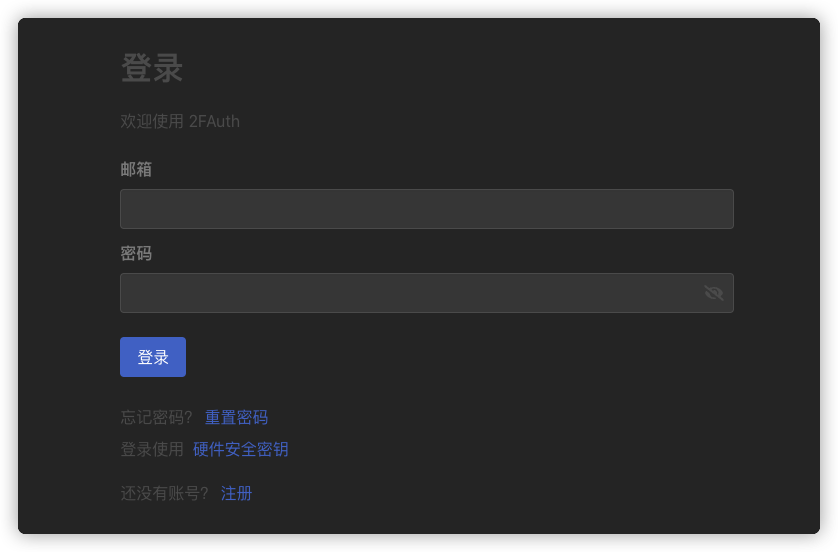 登录
欢迎使用 2FAuth
邮箱
密码
登录
忘记密码? 重置密码
登录使用 硬件安全密钥
还没有账号? 注册